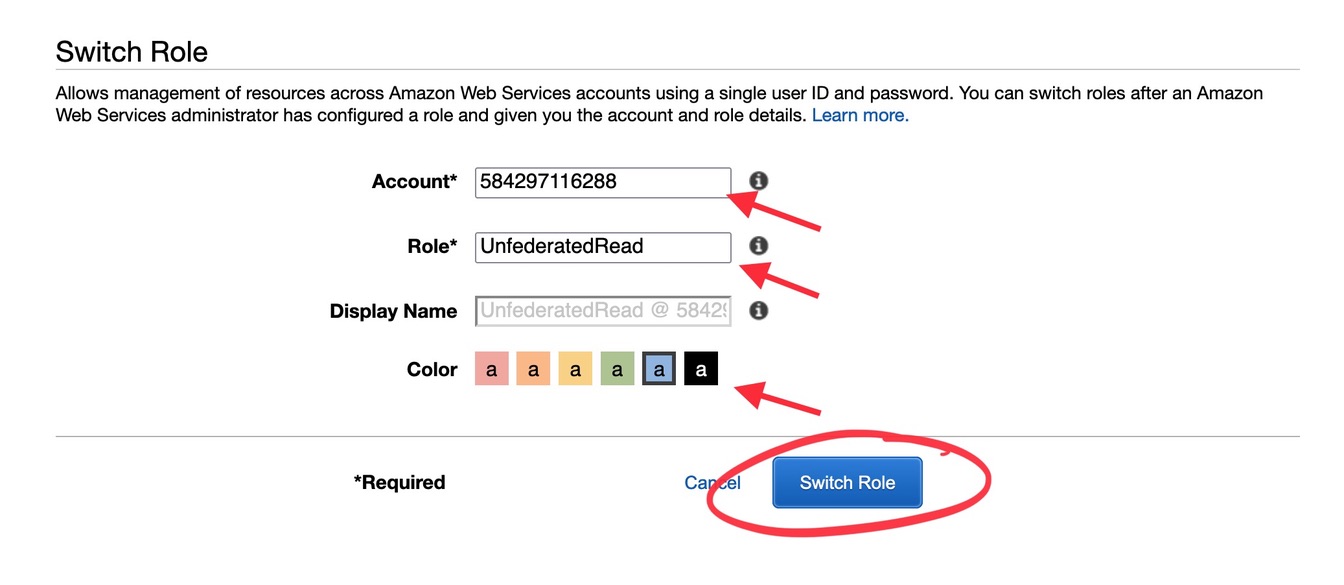 Switch Role
Allows management of resources across Amazon Web Services accounts using a single user ID and password. You can switch roles after an Amazon
Web Services administrator has configured a role and given you the account and role details. Learn more.
Account* 584297116288
Role* UnfederatedRead
Display Name UnfederatedRead @ 58429
Color a a a a a a
*Required Cancel Switch Role